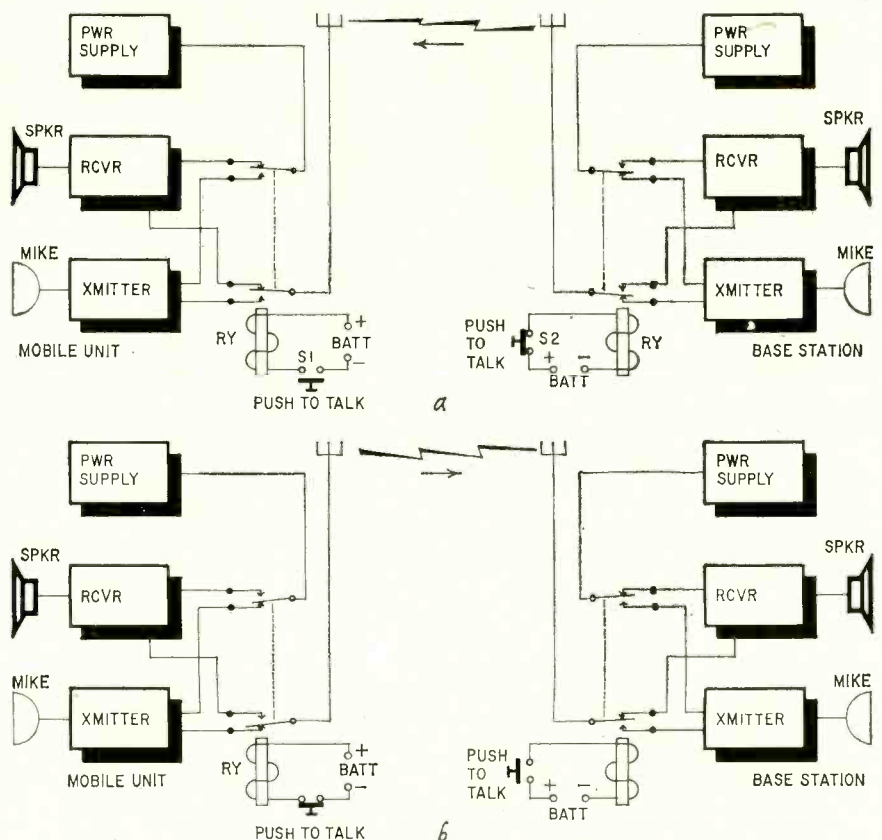 PWR
SUPPLY
SPKR
RCVR
MIKE
XMITTER
MOBILE UNIT
RY
+
BATT
-
S1
PUSH TO TALK
PWR
SUPPLY
SPKR
RCVR
MIKE
XMITTER
BASE STATION
PUSH
TO
TALK
S2
+ -
BATT
RY
a
PWR
SUPPLY
SPKR
RCVR
MIKE
XMITTER
MOBILE UNIT
RY
+
BATT
-
PUSH TO TALK
PWR
SUPPLY
SPKR
RCVR
MIKE
XMITTER
BASE STATION
PUSH
TO
TALK
+ -
BATT
RY
b